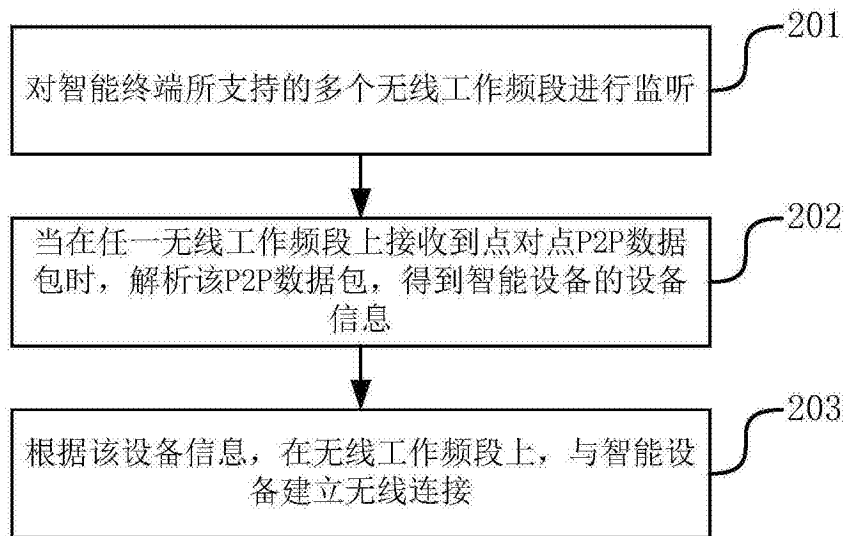 201
对智能终端所支持的多个无线工作频段进行监听
202
当在任一无线工作频段上接收到点对点P2P数据
包时，解析该P2P数据包，得到智能设备的设备
信息
203
根据该设备信息，在无线工作频段上，与智能设
备建立无线连接